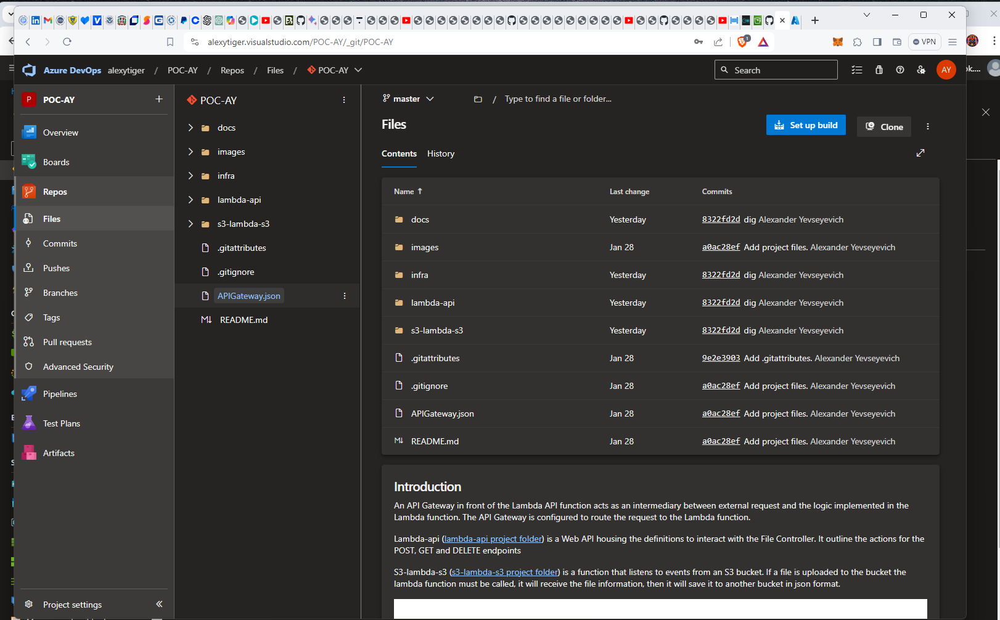 alexytiger.visualstudio.com/POC-AY/_git/POC-AY
1
VPN
Azure DevOps alexytiger / POC-AY / Repos / Files / POC-AY
Search
AY
P POC-AY
+
Overview
Boards
Repos
Files
Commits
Pushes
Branches
Tags
Pull requests
Advanced Security
Pipelines
Test Plans
Artifacts
Project settings
POC-AY
docs
images
infra
lambda-api
s3-lambda-s3
.gitattributes
.gitignore
APIGateway.json
README.md
master
/ Type to find a file or folder...
Files
Set up build
Clone
Contents History
Name Last change Commits
docs Yesterday 8322fd2d dig Alexander Yevseyevich
images Jan 28 a0ac28ef Add project files. Alexander Yevseyevich
infra Yesterday 8322fd2d dig Alexander Yevseyevich
lambda-api Yesterday 8322fd2d dig Alexander Yevseyevich
s3-lambda-s3 Yesterday 8322fd2d dig Alexander Yevseyevich
.gitattributes Jan 28 9e2e3903 Add .gitattributes. Alexander Yevseyevich
.gitignore Jan 28 a0ac28ef Add project files. Alexander Yevseyevich
APIGateway.json Jan 28 a0ac28ef Add project files. Alexander Yevseyevich
README.md Jan 28 a0ac28ef Add project files. Alexander Yevseyevich
Introduction
An API Gateway in front of the Lambda API function acts as an intermediary between external request and the logic implemented in the
Lambda function. The API Gateway is configured to route the request to the Lambda function.
Lambda-api (lambda-api project folder) is a Web API housing the definitions to interact with the File Controller. It outline the actions for the
POST, GET and DELETE endpoints
S3-lambda-s3 (s3-lambda-s3 project folder) is a function that listens to events from an S3 bucket. If a file is uploaded to the bucket the
lambda function must be called, it will receive the file information, then it will save it to another bucket in json format.